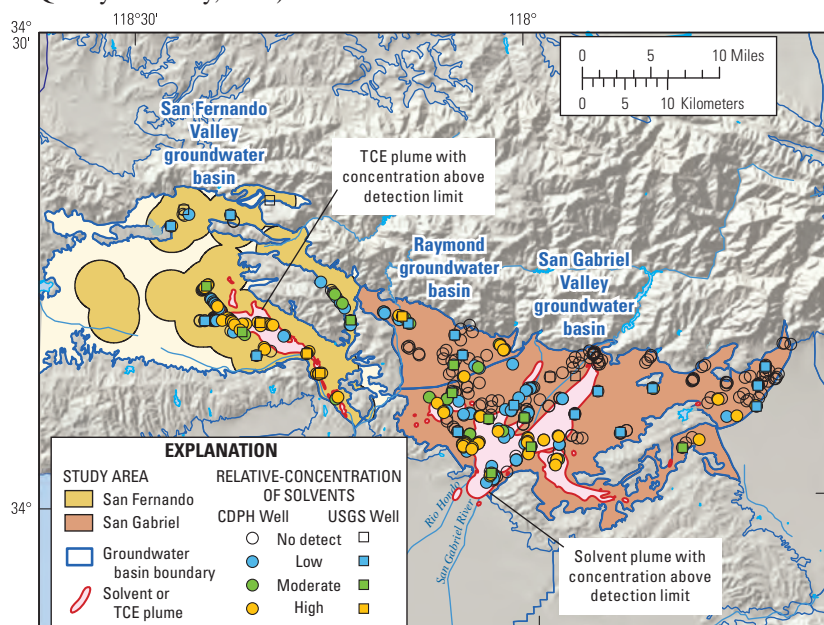 118°30'
118°
34°
30'
0 5 10 Miles
0 5 10 Kilometers
San Fernando
Valley
groundwater
basin
TCE plume with
concentration above
detection limit
Raymond
groundwater
basin
San Gabriel
Valley
groundwater
basin
34°
EXPLANATION
STUDY AREA
San Fernando
San Gabriel
Groundwater
basin boundary
Solvent or
TCE plume
RELATIVE-CONCENTRATION
OF SOLVENTS
CDPH Well USGS Well
No detect
Low
Moderate
High
Rio Hondo
San Gabriel River
Solvent plume with
concentration above
detection limit